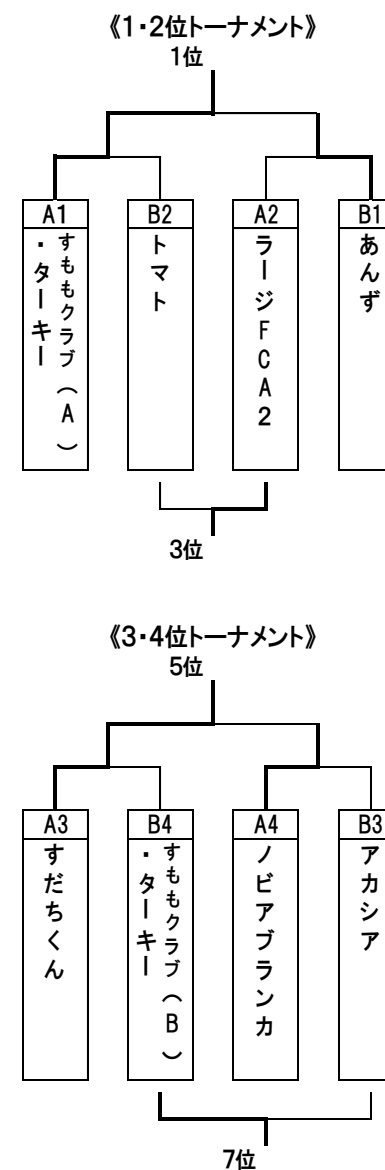 《1・2位トーナメント》
1位
A1
B2
A2
B1
すももクラブ(A)
・ターキー
トマト
ラージFCA2
あんず
3位
《3・4位トーナメント》
5位
A3
B4
A4
B3
すだちくん
すももクラブ(B)
・ターキー
ノビアブランカ
アカシア
7位